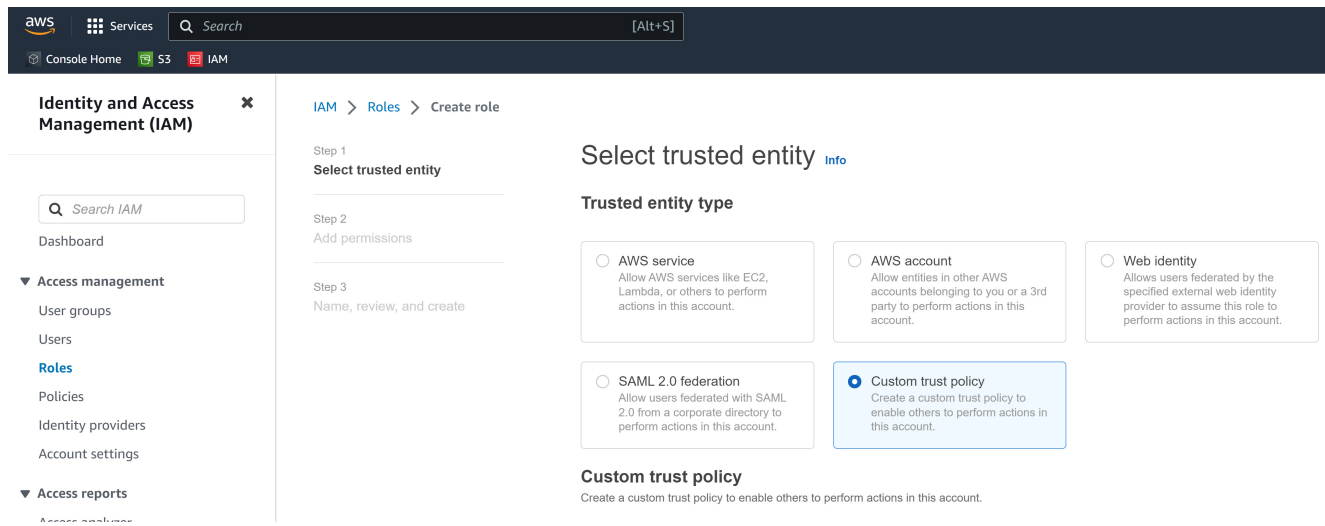 aws
Services
Search
[Alt+S]
Console Home
S3
IAM
Identity and Access
Management (IAM)
Search IAM
Dashboard
Access management
User groups
Users
Roles
Policies
Identity providers
Account settings
Access reports
Access analyzer
IAM > Roles > Create role
Step 1
Select trusted entity
Step 2
Add permissions
Step 3
Name, review, and create
Select trusted entity Info
Trusted entity type
AWS service
Allow AWS services like EC2,
Lambda, or others to perform
actions in this account.
AWS account
Allow entities in other AWS
accounts belonging to you or a 3rd
party to perform actions in this
account.
Web identity
Allows users federated by the
specified external web identity
provider to assume this role to
perform actions in this account.
SAML 2.0 federation
Allow users federated with SAML
2.0 from a corporate directory to
perform actions in this account.
Custom trust policy
Create a custom trust policy to
enable others to perform actions in
this account.
Custom trust policy
Create a custom trust policy to enable others to perform actions in this account.